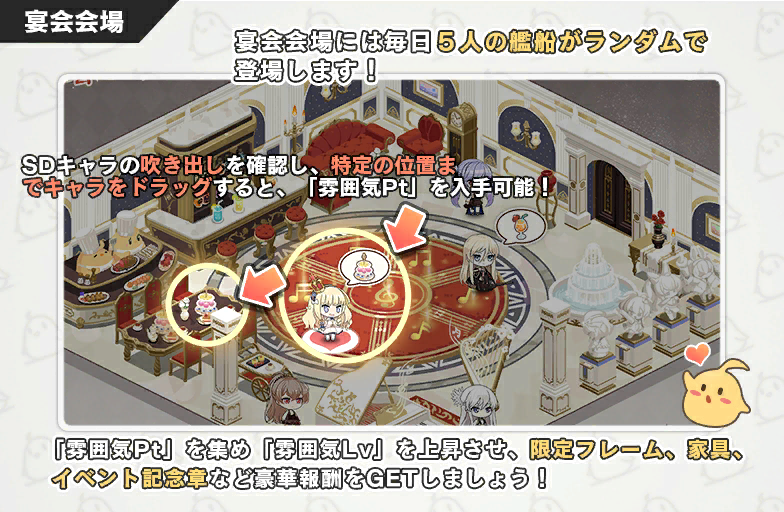 宴会会場
宴会会場には毎日５人の艦船がランダムで
登場します！
SDキャラの吹き出しを確認し、特定の位置ま
でキャラをドラッグすると、「雰囲気Pt」を入手可能！
「雰囲気Pt」を集め「雰囲気Lv」を上昇させ、限定フレーム、家具、
イベント記念章など豪華報酬をGETしましょう！